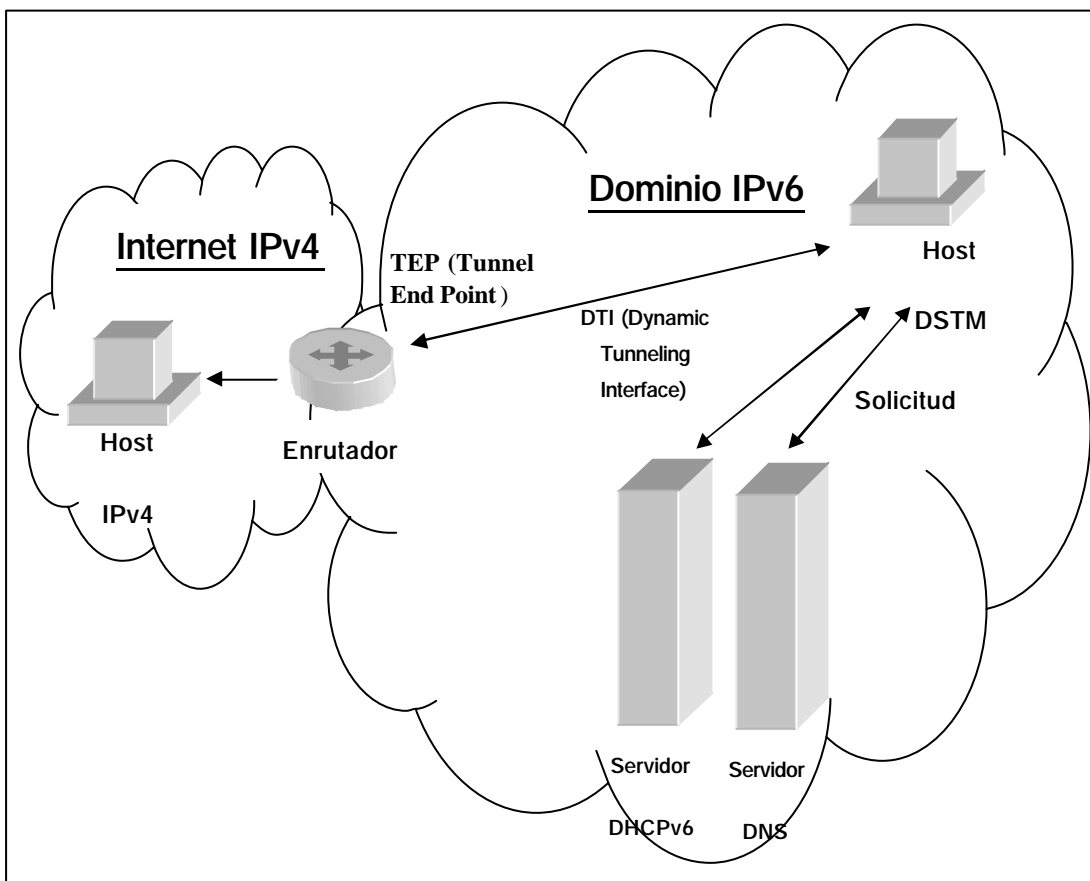 Dominio IPv6
Internet IPv4
TEP (Tunnel
End Point)
Host
DTI (Dynamic
Tunneling
Interface)
DSTM
Solicitud
Host
Enrutador
IPv4
Servidor
DHCPv6
Servidor
DNS